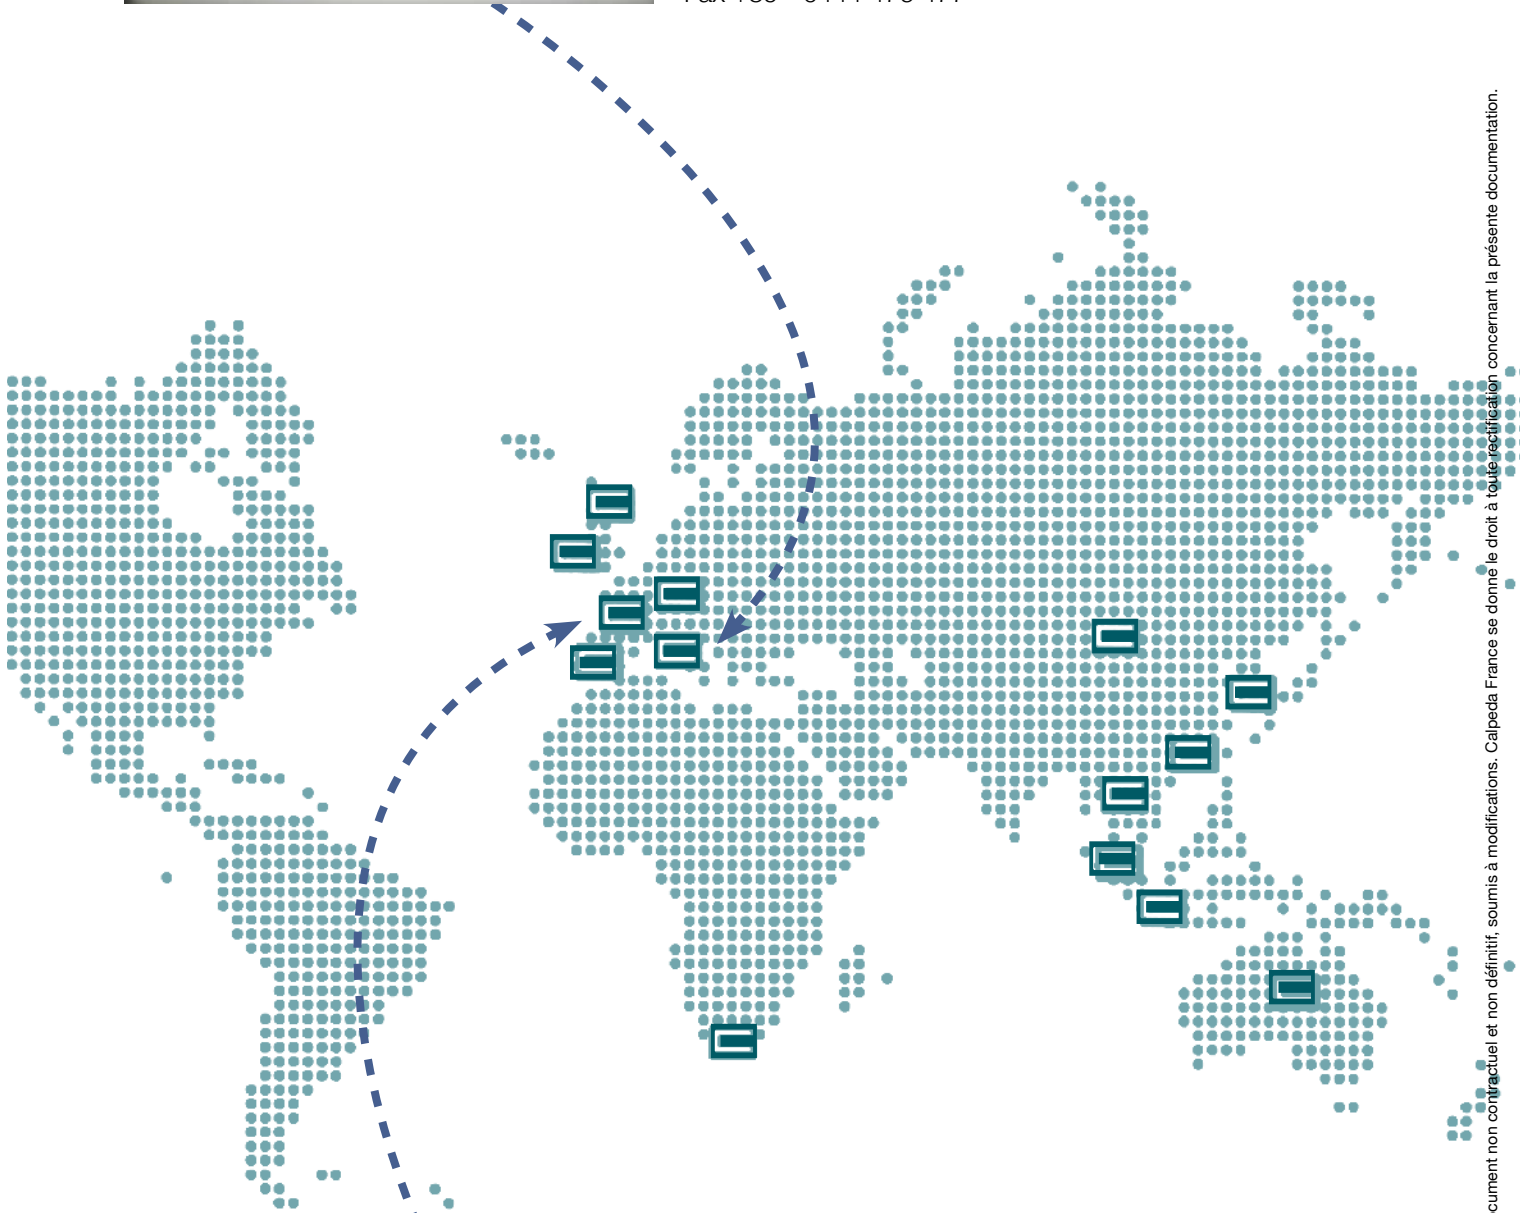 cument non contractuel et non définitif, soumis à modifications. Calpeda France se donne le droit à toute rectification concernant la présente documentation.